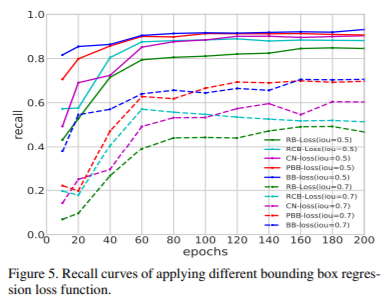 1.0
0.8
0.6
0.4
0.2
0.0
recall
0 20 40 60 80 100 120 140 160 180 200
epochs
RB-Loss(iou=0.5)
RCB-Loss(iou=0.5)
CN-loss(iou=0.5)
PBB-loss(iou=0.5)
BB-loss(iou=0.5)
RB-Loss(iou=0.7)
RCB-Loss(iou=0.7)
CN-loss(iou=0.7)
PBB-loss(iou=0.7)
BB-loss(iou=0.7)
Figure 5. Recall curves of applying different bounding box regres-
sion loss function.